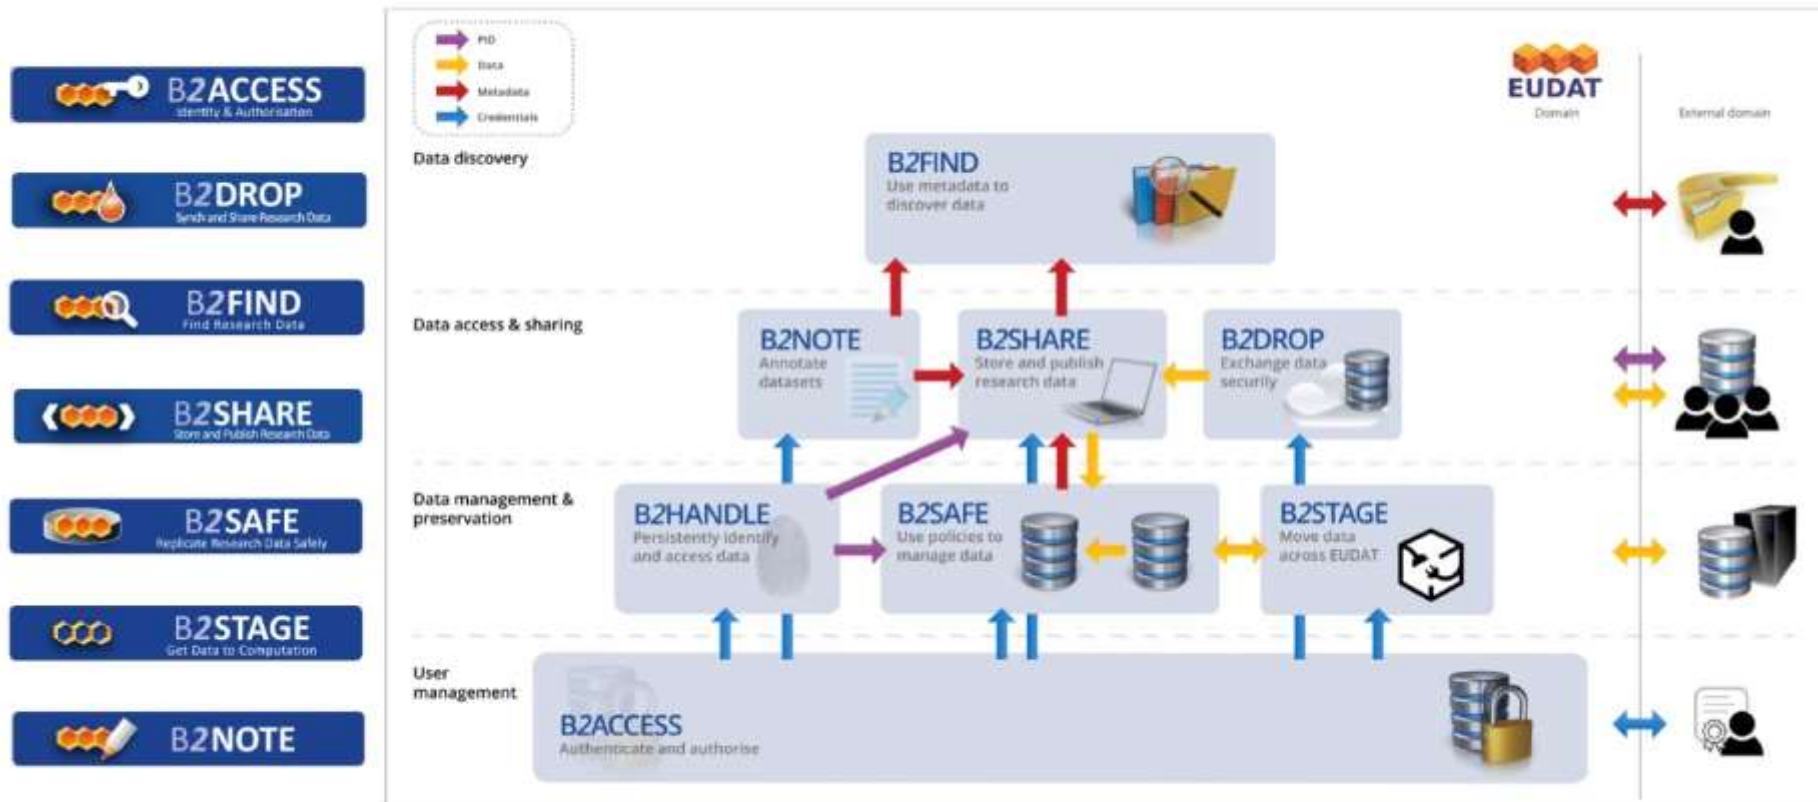 B2ACCESS
Identity & Authorisation
B2DROP
Synch and Share Research Data
B2FIND
Find Research Data
B2SHARE
Store and Publish Research Data
B2SAFE
Replicate Research Data Safely
B2STAGE
Get Data to Computation
B2NOTE
PID
Data
Metadata
Credentials
EUDAT
Domain
External domain
Data discovery
B2FIND
Use metadata to
discover data
Data access & sharing
B2NOTE
Annotate
datasets
B2SHARE
Store and publish
research data
B2DROP
Exchange data
security
Data management &
preservation
B2HANDLE
Persistently identify
and access data
B2SAFE
Use policies to
manage data
B2STAGE
Move data
across EUDAT
User
management
B2ACCESS
Authenticate and authorise